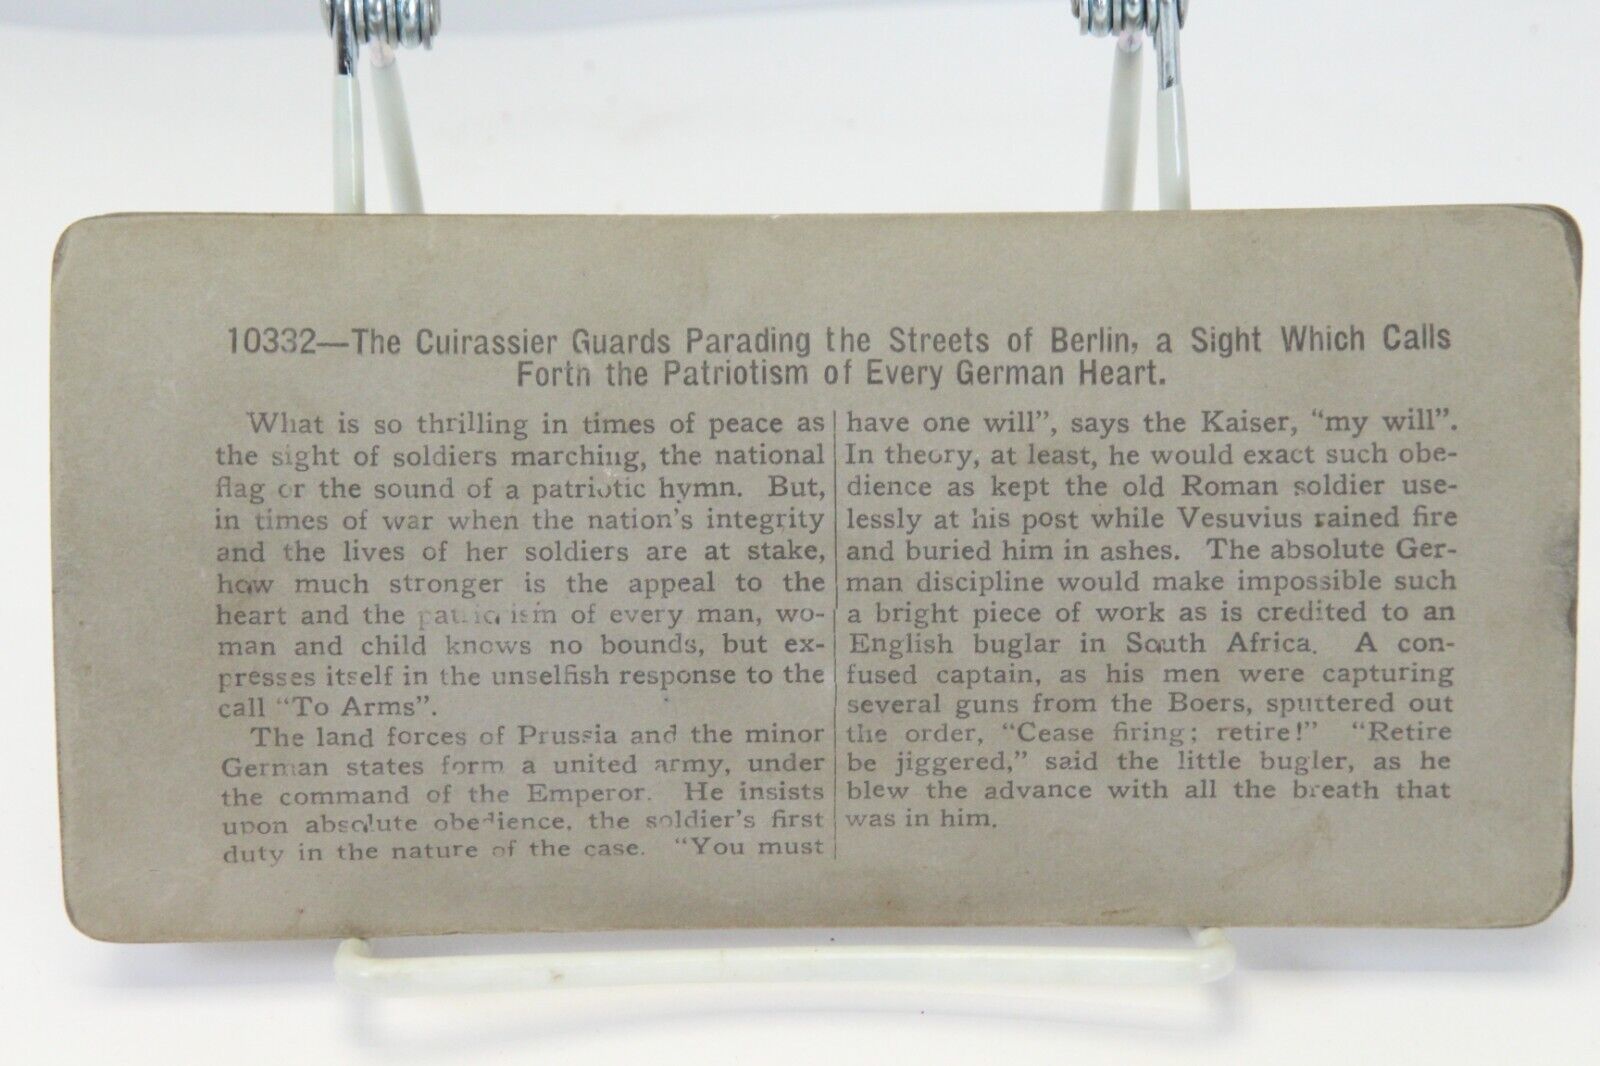 10332—The Cuirassier Guards Parading the Streets of Berlin, a Sight Which Calls
Forth the Patriotism of Every German Heart.
What is so thrilling in times of peace as
the sight of soldiers marching, the national
flag or the sound of a patriotic hymn. But,
in times of war when the nation's integrity
and the lives of her soldiers are at stake,
how much stronger is the appeal to the
heart and the patriotism of every man, wo-
man and child knows no bounds, but ex-
presses itself in the unselfish response to the
call "To Arms".
The land forces of Prussia and the minor
German states form a united army, under
the command of the Emperor. He insists
upon absolute obedience, the soldier's first
duty in the nature of the case. "You must
have one will", says the Kaiser, "my will".
In theory, at least, he would exact such obe-
dience as kept the old Roman soldier use-
lessly at his post while Vesuvius rained fire
and buried him in ashes. The absolute Ger-
man discipline would make impossible such
a bright piece of work as is credited to an
English buglar in South Africa. A con-
fused captain, as his men were capturing
several guns from the Boers, sputtered out
the order, "Cease firing; retire!" "Retire
be jiggered," said the little bugler, as he
blew the advance with all the breath that
was in him.